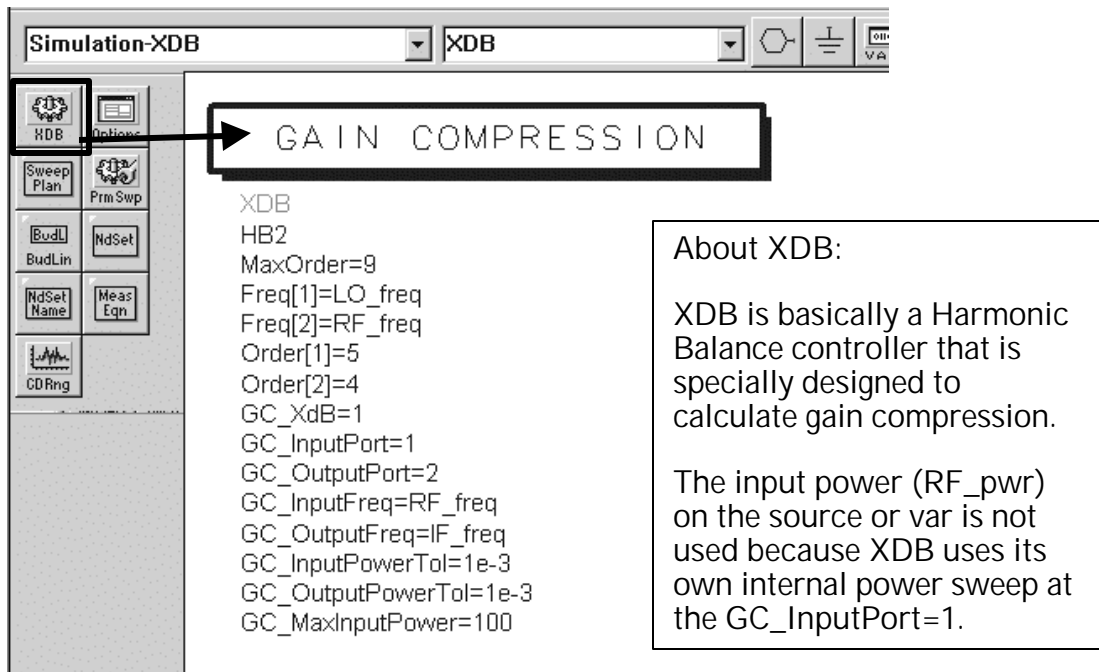 Simulation-XDB
XDB
VA
XDB
Options
Sweep
Plan
Prm Swp
BudL
BudLin
NdSet
NdSet
Name
Meas
Eqn
CDRng
GAIN COMPRESSION
XDB
HB2
MaxOrder=9
Freq[1]=LO_freq
Freq[2]=RF_freq
Order[1]=5
Order[2]=4
GC_XdB=1
GC_InputPort=1
GC_OutputPort=2
GC_InputFreq=RF_freq
GC_OutputFreq=IF_freq
GC_InputPowerTol=1e-3
GC_OutputPowerTol=1e-3
GC_MaxInputPower=100
About XDB:
XDB is basically a Harmonic
Balance controller that is
specially designed to
calculate gain compression.
The input power (RF_pwr)
on the source or var is not
used because XDB uses its
own internal power sweep at
the GC_InputPort=1.